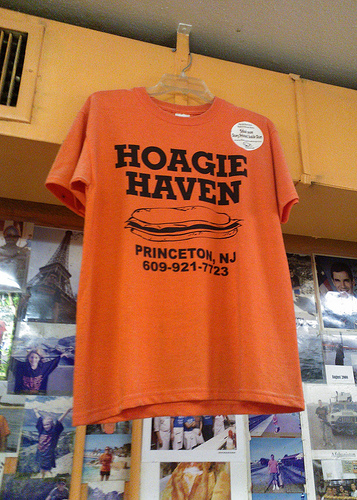 HOAGIE
HAVEN
PRINCETON, NJ
609-921-7723